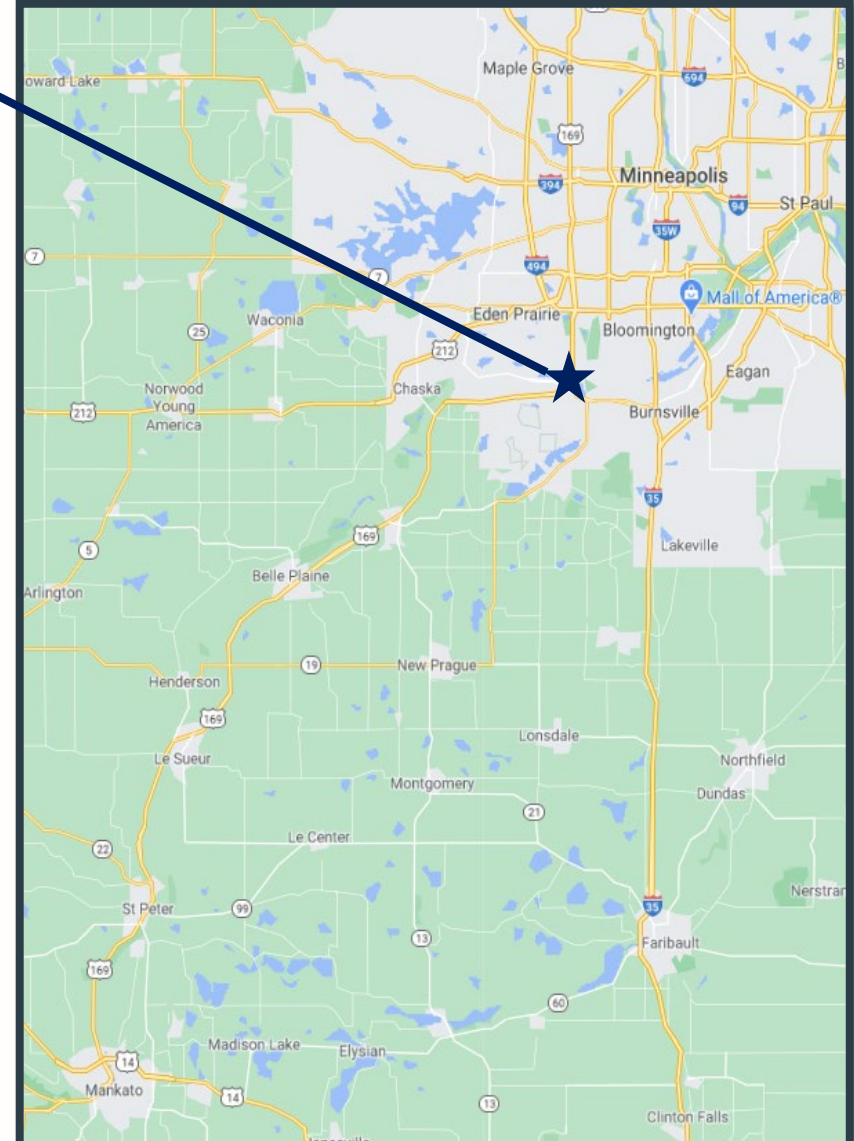 Maple Grove
oward Lake
694
169
Minneapolis
394
94
St Paul
35W
7
494
7
Mall of America®
Eden Prairie
Waconia
Bloomington
25
212
Eagan
Chaska
Norwood
Young
America
212
Burnsville
35
169
Lakeville
5
Belle Plaine
Arlington
19
New Prague
Henderson
169
Lonsdale
Le Sueur
Northfield
Montgomery
Dundas
21
Le Center
22
Nerstran
St Peter
99
35
13
Faribault
169
60
Madison Lake
Elysian
14
Mankato
14
13
Clinton Falls